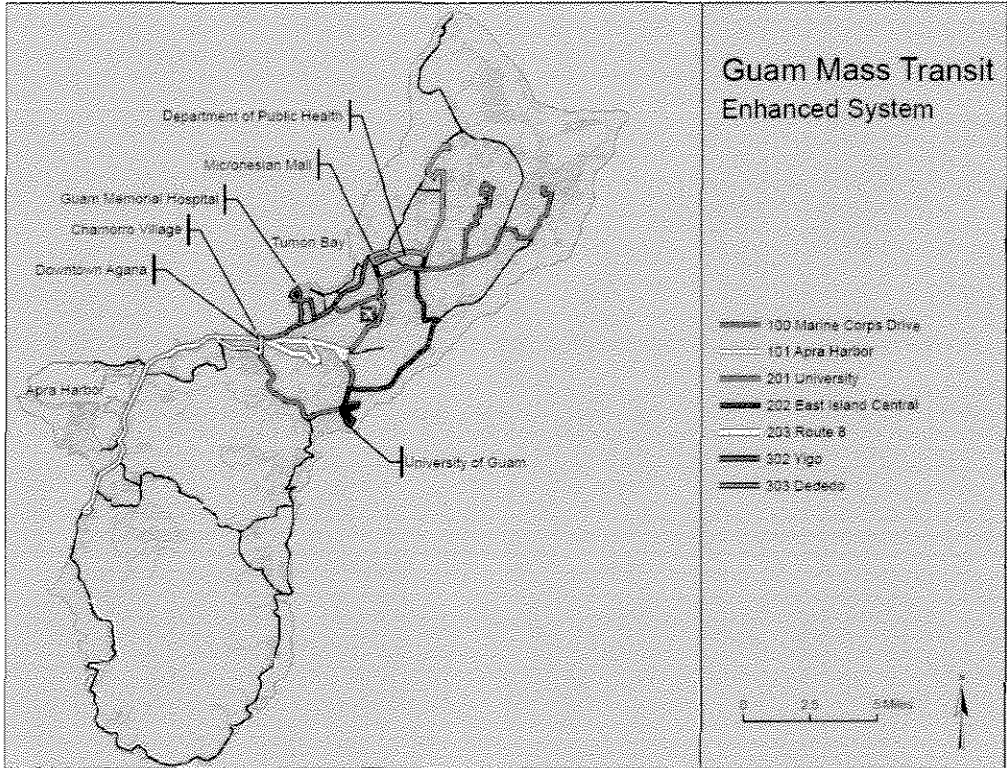 Guam Mass Transit
Enhanced System
Department of Public Health
Micronesian Mall
Guam Memorial Hospital
Chamorro Village
Tumon Bay
Downtown Agana
Apra Harbor
University of Guam
100 Marine Corps Drive
101 Apra Harbor
201 University
202 East Island Central
203 Route 8
302 Yigo
303 Dededo
0 2.5 5 Miles